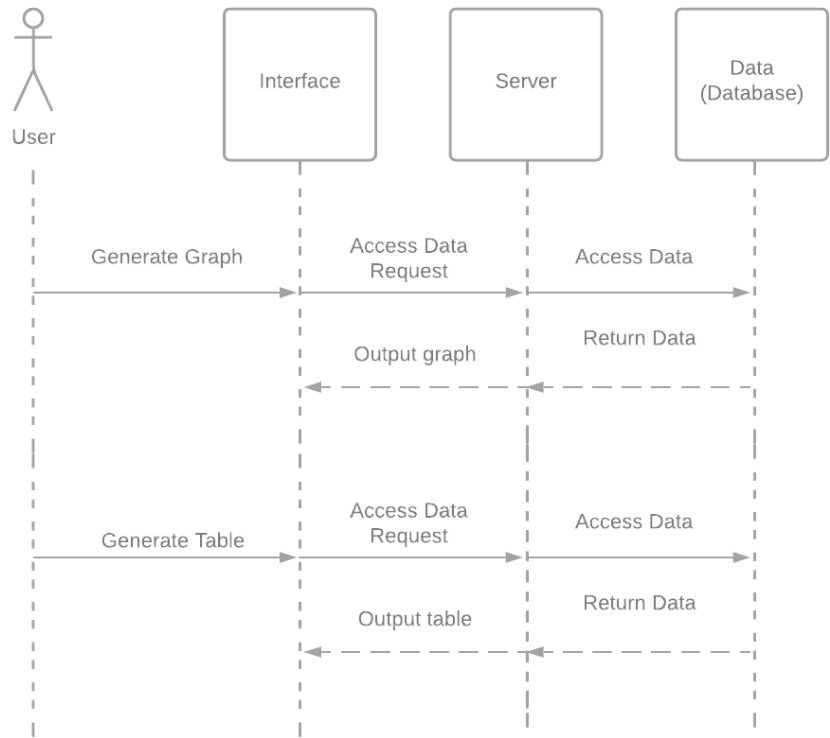 Interface
Server
Data
(Database)
User
Generate Graph
Access Data
Request
Access Data
Output graph
Return Data
Generate Table
Access Data
Request
Access Data
Output table
Return Data